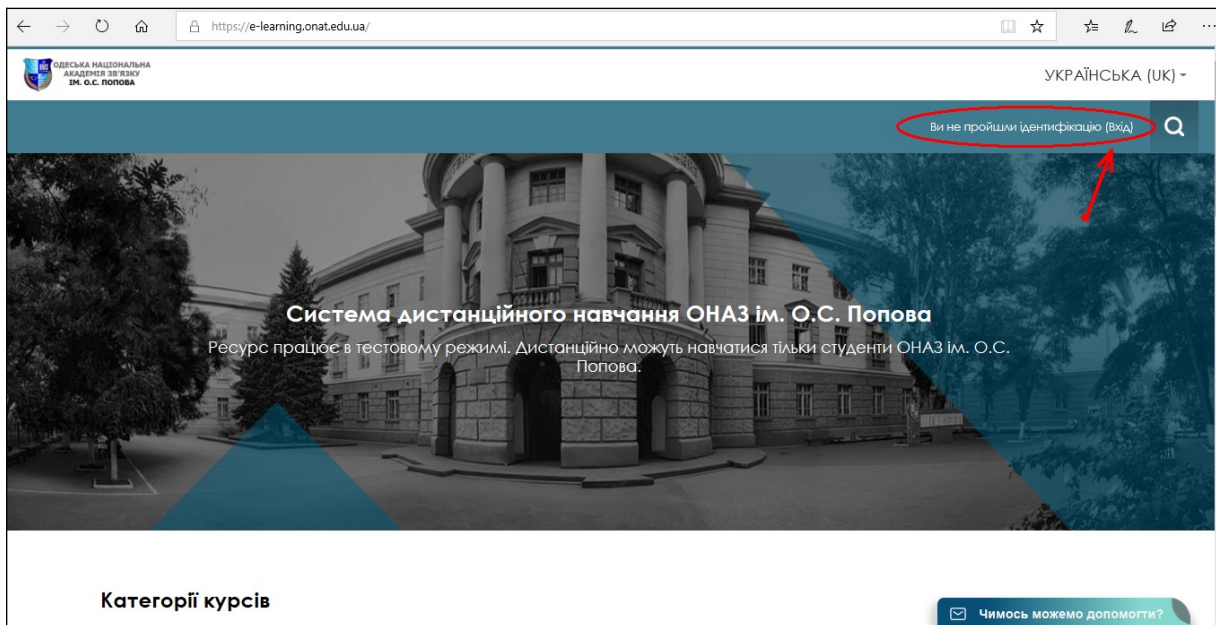 https://e-learning.onat.edu.ua/
ОДЕСЬКА НАЦІОНАЛЬНА
АКАДЕМІЯ ЗВ'ЯЗКУ
ІМ. О.С. ПОПОВА
УКРАЇНСЬКА (UK)
Ви не пройшли ідентифікацію (Вхід)
Система дистанційного навчання ОНАЗ ім. О.С. Попова
Ресурс працює в тестовому режимі. Дистанційно можуть навчатися тільки студенти ОНАЗ ім. О.С.
Попова.
Категорії курсів
Чимось можемо допомогти?